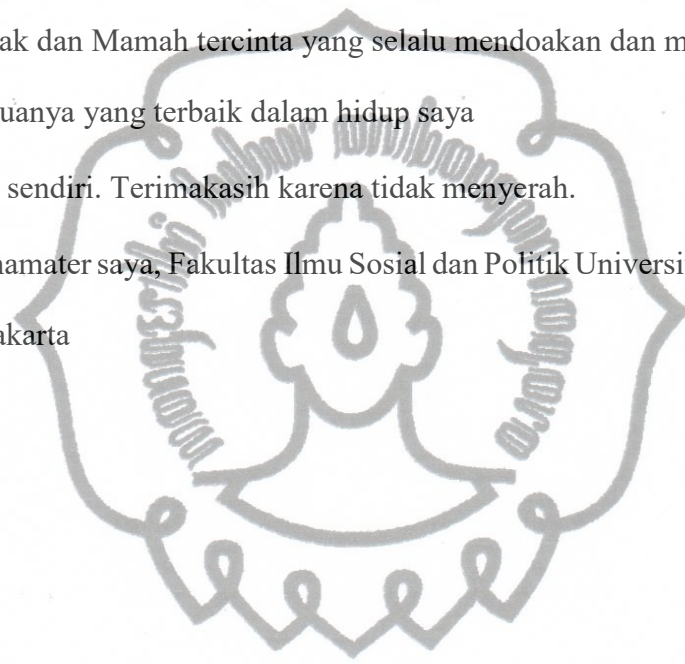 ak dan Mamah tercinta yang selalu mendoakan dan m
uanya yang terbaik dalam hidup saya
sendiri. Terimakasih karena tidak menyerah.
namater saya, Fakultas Ilmu Sosial dan Politik Universi
akarta